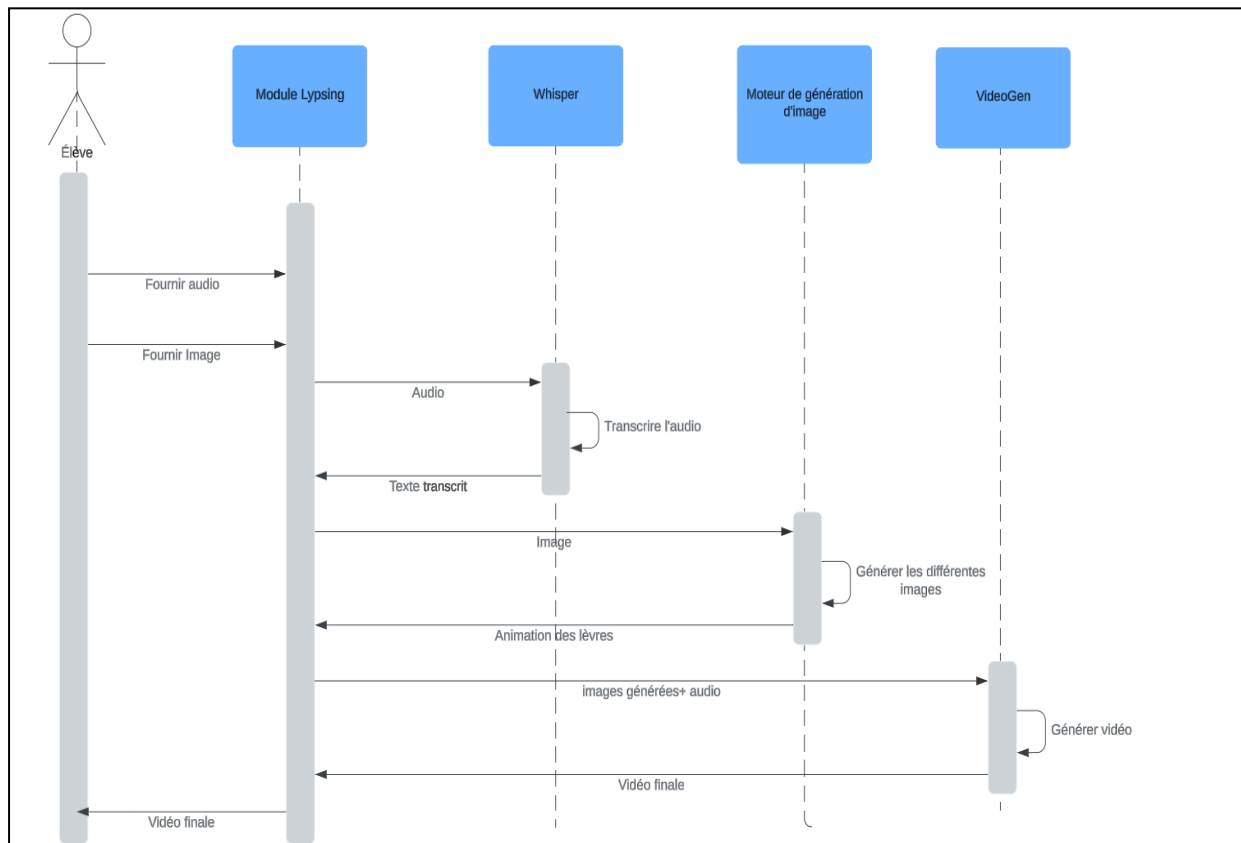 Module Lypsing
Whisper
Moteur de génération
d'image
VideoGen
Élève
Fournir audio
Fournir Image
Audio
Transcrire l'audio
Texte transcrit
Image
Générer les différentes
images
Animation des lèvres
images générées+ audio
Générer vidéo
Vidéo finale
Vidéo finale